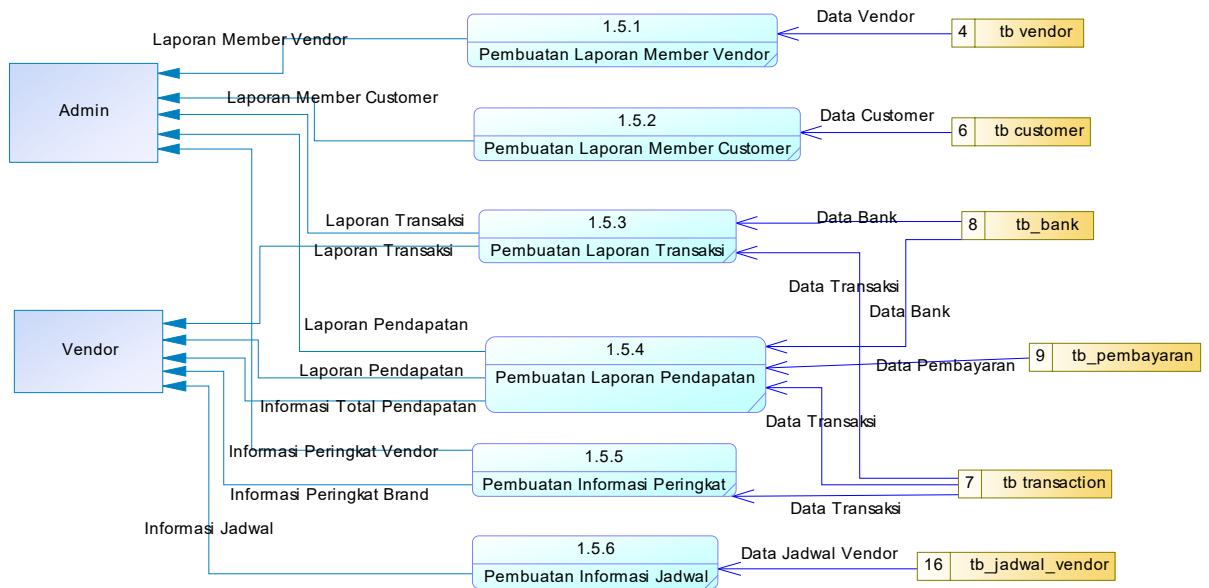 1.5.1
Pembuatan Laporan Member Vendor
Data Vendor
4 tb vendor
Laporan Member Vendor
Admin
Laporan Member Customer
1.5.2
Pembuatan Laporan Member Customer
Data Customer
6 tb customer
Laporan Transaksi
1.5.3
Pembuatan Laporan Transaksi
Data Bank
8 tb_bank
Laporan Transaksi
Data Transaksi
Data Bank
Vendor
Laporan Pendapatan
1.5.4
Pembuatan Laporan Pendapatan
Data Pembayaran
9 tb_pembayaran
Laporan Pendapatan
Informasi Total Pendapatan
Data Transaksi
Informasi Peringkat Vendor
1.5.5
Pembuatan Informasi Peringkat
7 tb transaction
Informasi Peringkat Brand
Data Transaksi
Informasi Jadwal
1.5.6
Pembuatan Informasi Jadwal
Data Jadwal Vendor
16 tb_jadwal_vendor